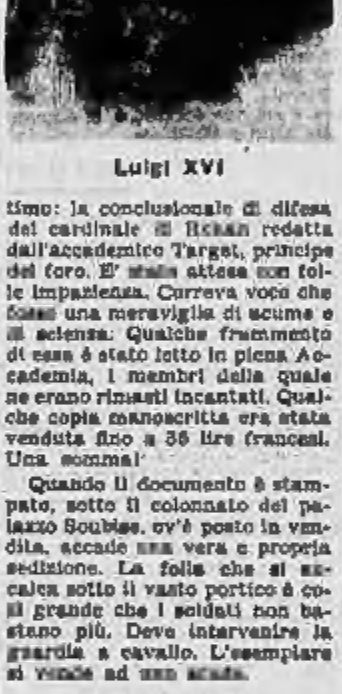 Luigi XVI
timo: la conclusionale di difesa
del cardinale di Rohan redatta
dall'accademico Target, principe
del foro. E' stata attesa con fol-
le impazienza. Correva voce che
fosse una meraviglia di acume e
di scienza: Qualche frammento
di essa è stato letto in piena Ac-
cademia, i membri della quale
ne erano rimasti incantati. Qual-
che copia manoscritta era stata
venduta fino a 36 lire francesi.
Una somma!
Quando il documento è stam-
pato, sotto il colonnato del pa-
lazzo Soubise, ov'è posto in ven-
dita, accade una vera e propria
sedizione. La folla che si ac-
calca sotto il vasto portico è co-
sì grande che i soldati non ba-
stano più. Deve intervenire la
guardia a cavallo. L'esemplare
si vende ad uno scudo.